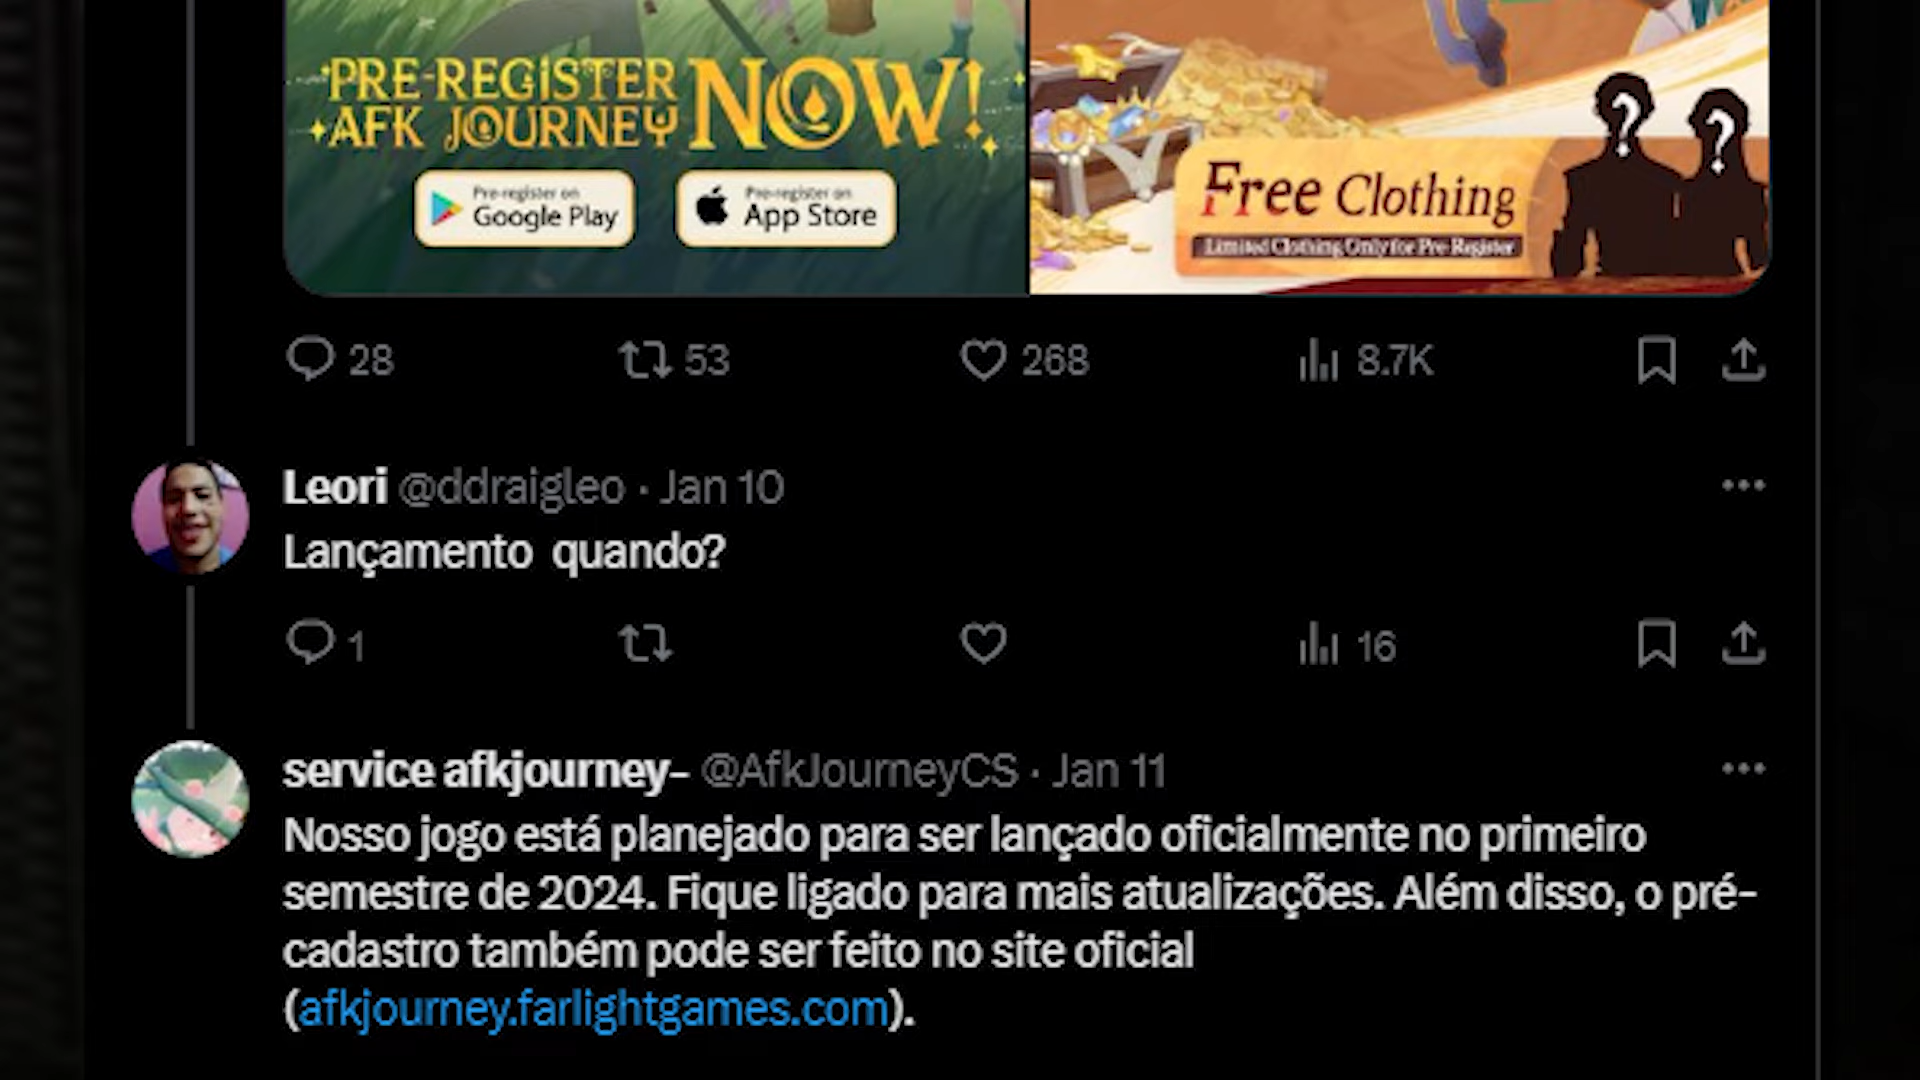 PRE-REGISTER
AFK JOURNEY NOW!
Pre-register on
Google Play
Pre-register on
App Store
Free Clothing
Limited Clothing Only for Pre-Register
? ?
28 53 268 8.7K
Leori @ddraigleo · Jan 10
Lançamento quando?
1 16
service afkjourney- @AfkJourneyCS · Jan 11
Nosso jogo está planejado para ser lançado oficialmente no primeiro
semestre de 2024. Fique ligado para mais atualizações. Além disso, o pré-
cadastro também pode ser feito no site oficial
(afkjourney.farlightgames.com).